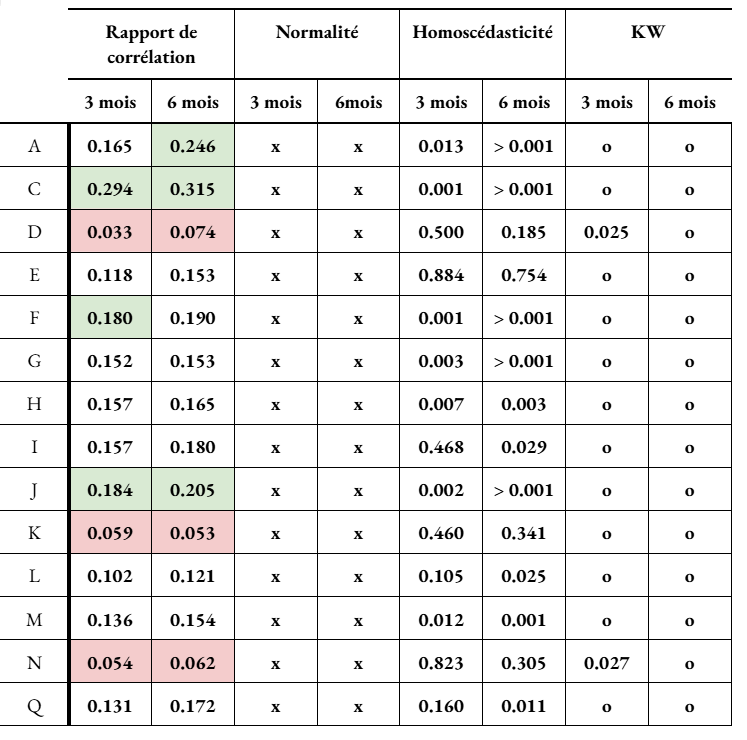 Rapport de corrélation Normalité Homoscédasticité KW
3 mois 6 mois 3 mois 6mois 3 mois 6 mois 3 mois 6 mois
A 0.165 0.246 x x 0.013 > 0.001 o o
C 0.294 0.315 x x 0.001 > 0.001 o o
D 0.033 0.074 x x 0.500 0.185 0.025 o
E 0.118 0.153 x x 0.884 0.754 o o
F 0.180 0.190 x x 0.001 > 0.001 o o
G 0.152 0.153 x x 0.003 > 0.001 o o
H 0.157 0.165 x x 0.007 0.003 o o
I 0.157 0.180 x x 0.468 0.029 o o
J 0.184 0.205 x x 0.002 > 0.001 o o
K 0.059 0.053 x x 0.460 0.341 o o
L 0.102 0.121 x x 0.105 0.025 o o
M 0.136 0.154 x x 0.012 0.001 o o
N 0.054 0.062 x x 0.823 0.305 0.027 o
Q 0.131 0.172 x x 0.160 0.011 o o